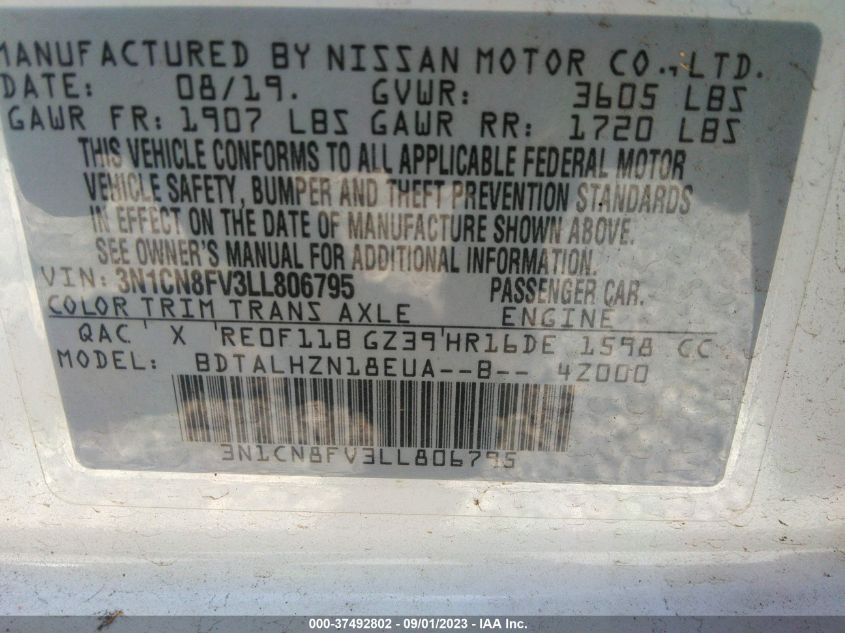 MANUFACTURED BY NISSAN MOTOR CO., LTD.
DATE: 08/19. GVWR: 3605 LBS
GAWR FR: 1907 LBS GAWR RR: 1720 LBS
THIS VEHICLE CONFORMS TO ALL APPLICABLE FEDERAL MOTOR
VEHICLE SAFETY, BUMPER AND THEFT PREVENTION STANDARDS
IN EFFECT ON THE DATE OF MANUFACTURE SHOWN ABOVE.
SEE OWNER'S MANUAL FOR ADDITIONAL INFORMATION.
VIN: 3N1CN8FV3LL806795 PASSENGER CAR.
COLOR TRIM TRANS AXLE ENGINE
QAC X RE0F11B GZ39 HR16DE 1598 CC
MODEL: BDTALHZN18EUA--B-- 4Z000
3N1CN8FV3LL806795
000-37492802 - 09/01/2023 - IAA Inc.